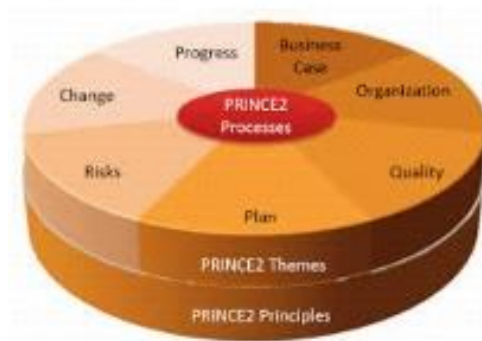 Progress
Business
Case
Change
Organization
PRINCE2
Processes
Risks
Quality
Plan
PRINCE2 Themes
PRINCE2 Principles